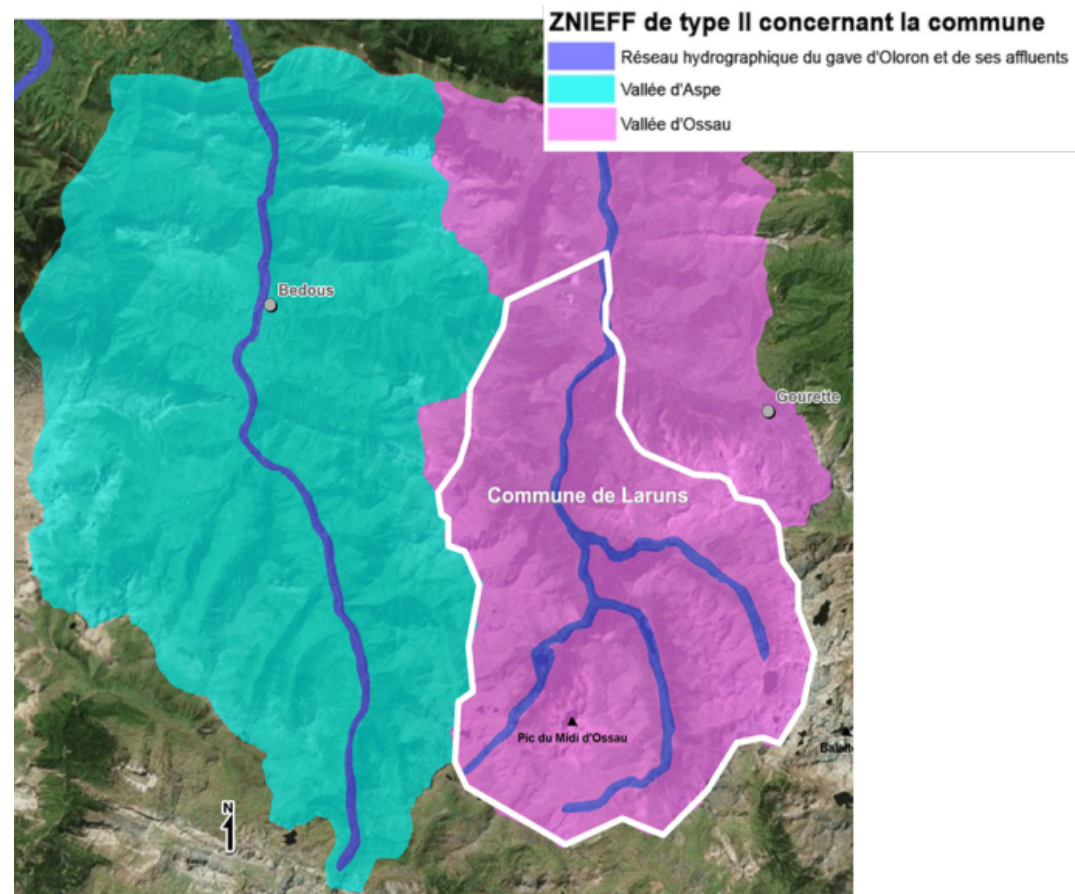 ZNIEFF de type II concernant la commune
Réseau hydrographique du gave d'Oloron et de ses affluents
Vallée d'Aspe
Vallée d'Ossau
Bedous
Gourette
Commune de Laruns
Pic du Midi d'Ossau
N